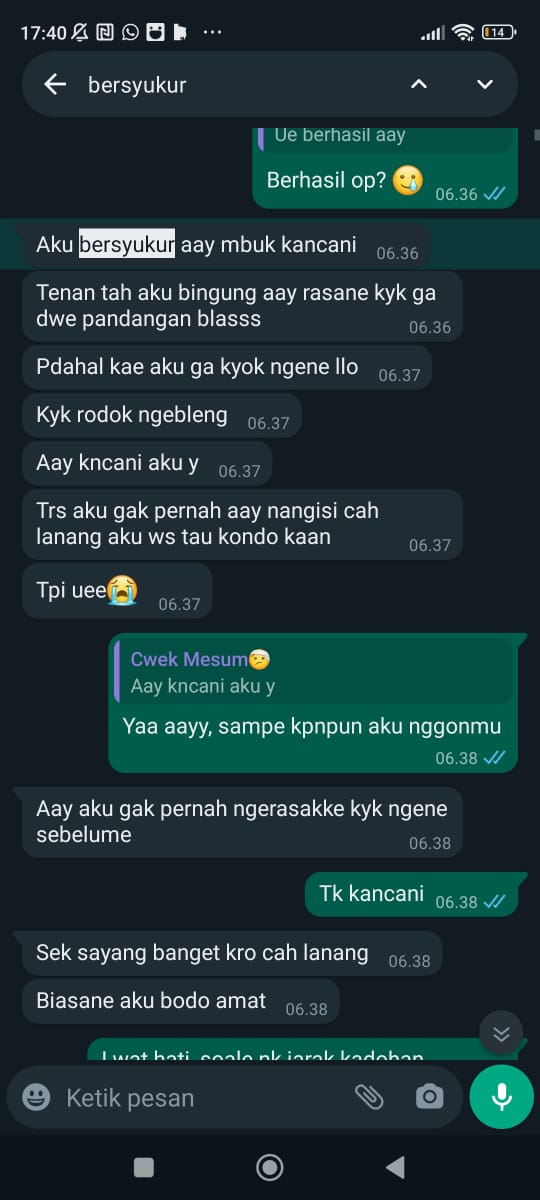 17:40
14
bersyukur
Ue berhasil aay
Berhasil op?🥲
06.36
Aku bersyukur aay mbuk kancani
06.36
Tenan tah aku bingung aay rasane kyk ga
dwe pandangan blasss
06.36
Pdahal kae aku ga kyok ngene llo
06.37
Kyk rodok ngebleng
06.37
Aay kncani aku y
06.37
Trs aku gak pernah aay nangisi cah
lanang aku ws tau kondo kaan
06.37
Tpi uee😭
06.37
Cwek Mesum🤕
Aay kncani aku y
Yaa aayy, sampe kpnpun aku nggonmu
06.38
Aay aku gak pernah ngerasakke kyk ngene
sebelume
06.38
Tk kancani
06.38
Sek sayang banget kro cah lanang
06.38
Biasane aku bodo amat
06.38
hati, soale nk jarak kadohan
Ketik pesan